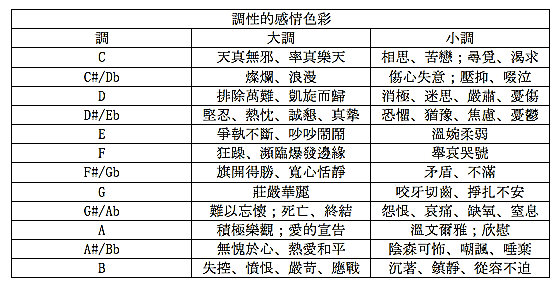 調性的感情色彩
調 大調 小調
C 天真無邪、率真樂天 相思、苦戀；尋覓、渴求
C#/Db 燦爛、浪漫 傷心失意；壓抑、啜泣
D 排除萬難、凱旋而歸 消極、迷思、嚴肅、憂傷
D#/Eb 堅忍、熱忱、誠懇、真摯 恐懼、猶豫、焦慮、憂鬱
E 爭執不斷、吵吵鬧鬧 溫婉柔弱
F 狂躁、瀕臨爆發邊緣 舉哀哭號
F#/Gb 旗開得勝、寬心恬靜 矛盾、不滿
G 莊嚴華麗 咬牙切齒、掙扎不安
G#/Ab 難以忘懷；死亡、終結 怨恨、哀痛、缺氧、窒息
A 積極樂觀；愛的宣告 溫文爾雅；欣慰
A#/Bb 無愧於心、熱愛和平 陰森可怖、嘲諷、唾棄
B 失控、憤恨、嚴苛、應戰 沉著、鎮靜、從容不迫